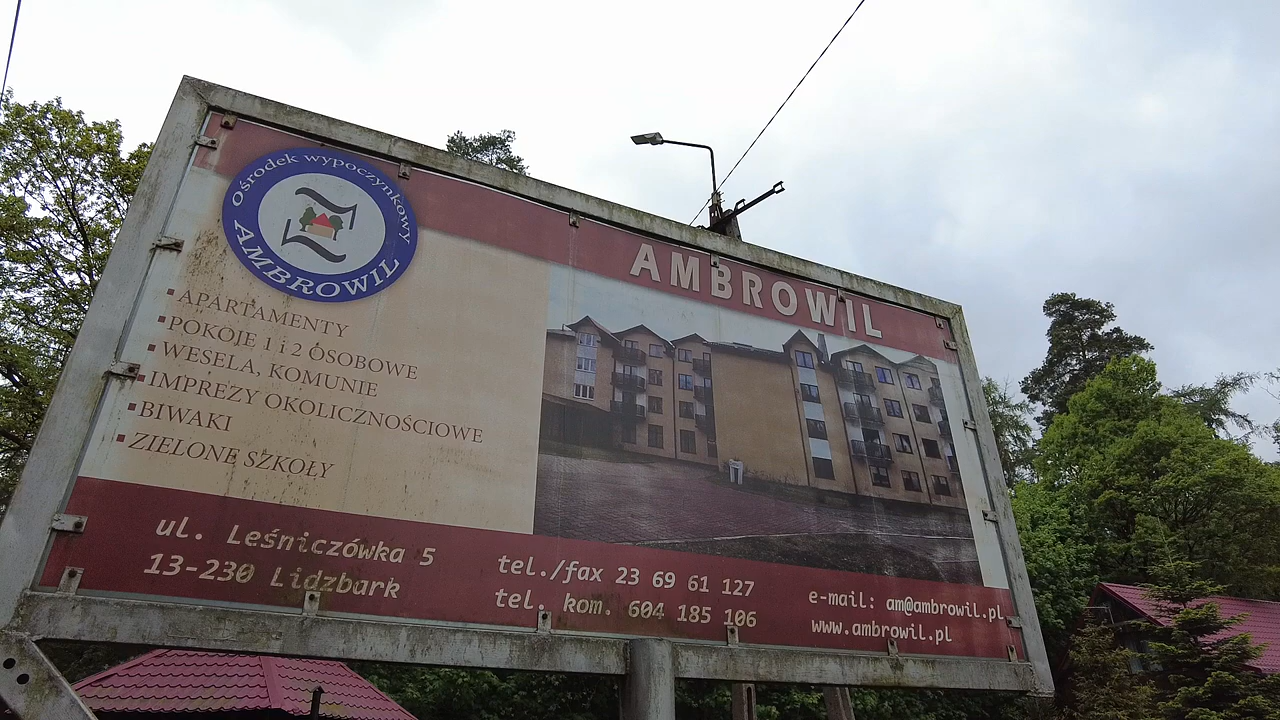 Ośrodek wypoczynkowy
AMBROWIL
AMBROWIL
APARTAMENTY
POKOJE 1 i 2 OSOBOWE
WESELA, KOMUNIE
IMPREZY OKOLICZNOŚCIOWE
BIWAKI
ZIELONE SZKOŁY
ul. Leśniczówka 5
13-230 Lidzbark
tel./fax 23 69 61 127
tel. kom. 604 185 106
e-mail: am@ambrowil.pl
www.ambrowil.pl